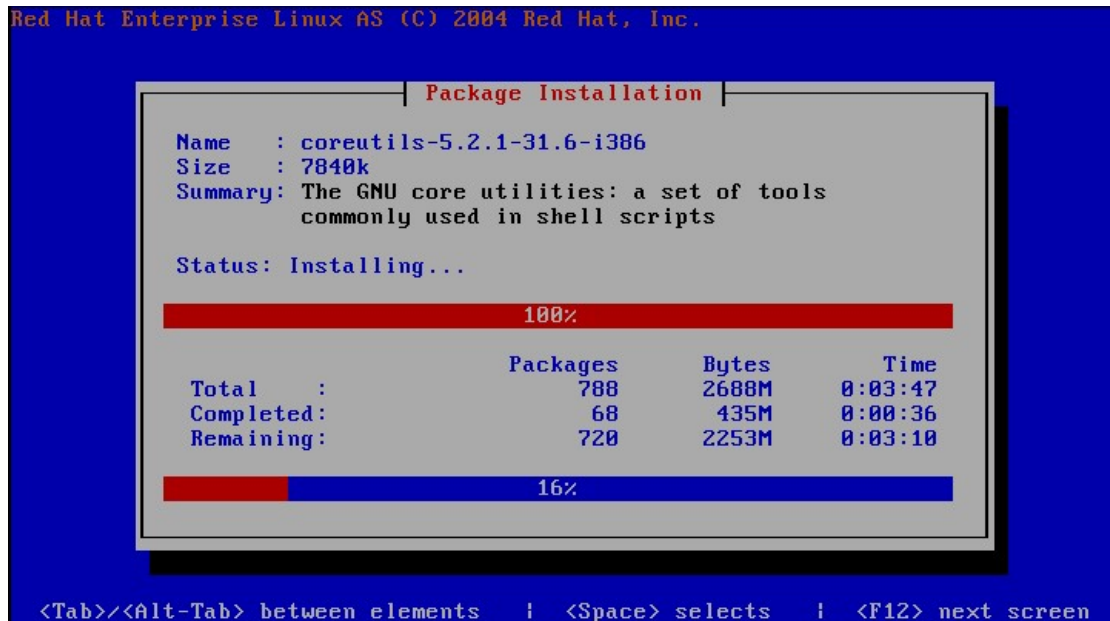 Red Hat Enterprise Linux AS (C) 2004 Red Hat, Inc.
Package Installation
Name   : coreutils-5.2.1-31.6-i386
Size   : 7840k
Summary: The GNU core utilities: a set of tools
commonly used in shell scripts
Status: Installing...
100%
Packages Bytes Time
Total    : 788 2688M 0:03:47
Completed: 68 435M 0:00:36
Remaining: 720 2253M 0:03:10
16%
<Tab>/<Alt-Tab> between elements   |  <Space> selects   |  <F12> next screen